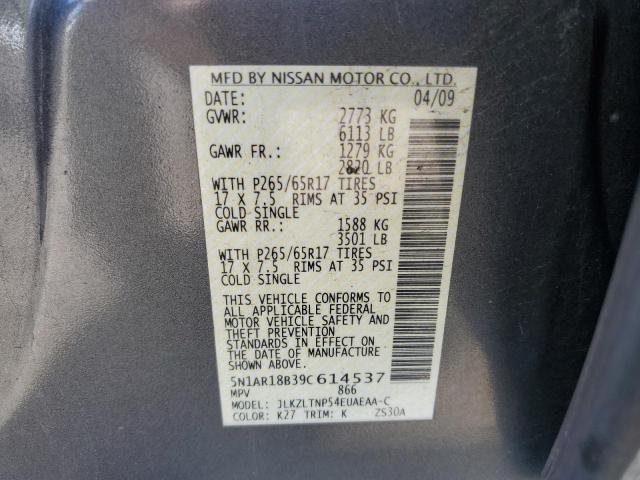 MFD BY NISSAN MOTOR CO., LTD.
DATE: 04/09
GVWR: 2773 KG
6113 LB
GAWR FR.: 1279 KG
2820 LB
WITH P265/65R17 TIRES
17 X 7.5 RIMS AT 35 PSI
COLD SINGLE
GAWR RR.: 1588 KG
3501 LB
WITH P265/65R17 TIRES
17 X 7.5 RIMS AT 35 PSI
COLD SINGLE
THIS VEHICLE CONFORMS TO
ALL APPLICABLE FEDERAL
MOTOR VEHICLE SAFETY AND
THEFT PREVENTION
STANDARDS IN EFFECT ON
THE DATE OF MANUFACTURE
SHOWN ABOVE.
5N1AR18B39C614537
MPV 866
MODEL: JLKZLTNP54EUAEAA-C
COLOR: K27 TRIM: K ZS30A